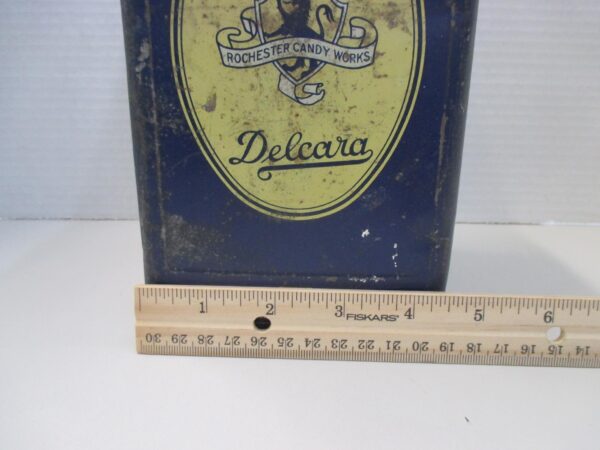 ROCHESTER CANDY WORKS
Delcara
1 2 3 FISKARS 4 5 6
30 29 28 27 26 25 24 23 22 21 20 19 18 17 16 15 14